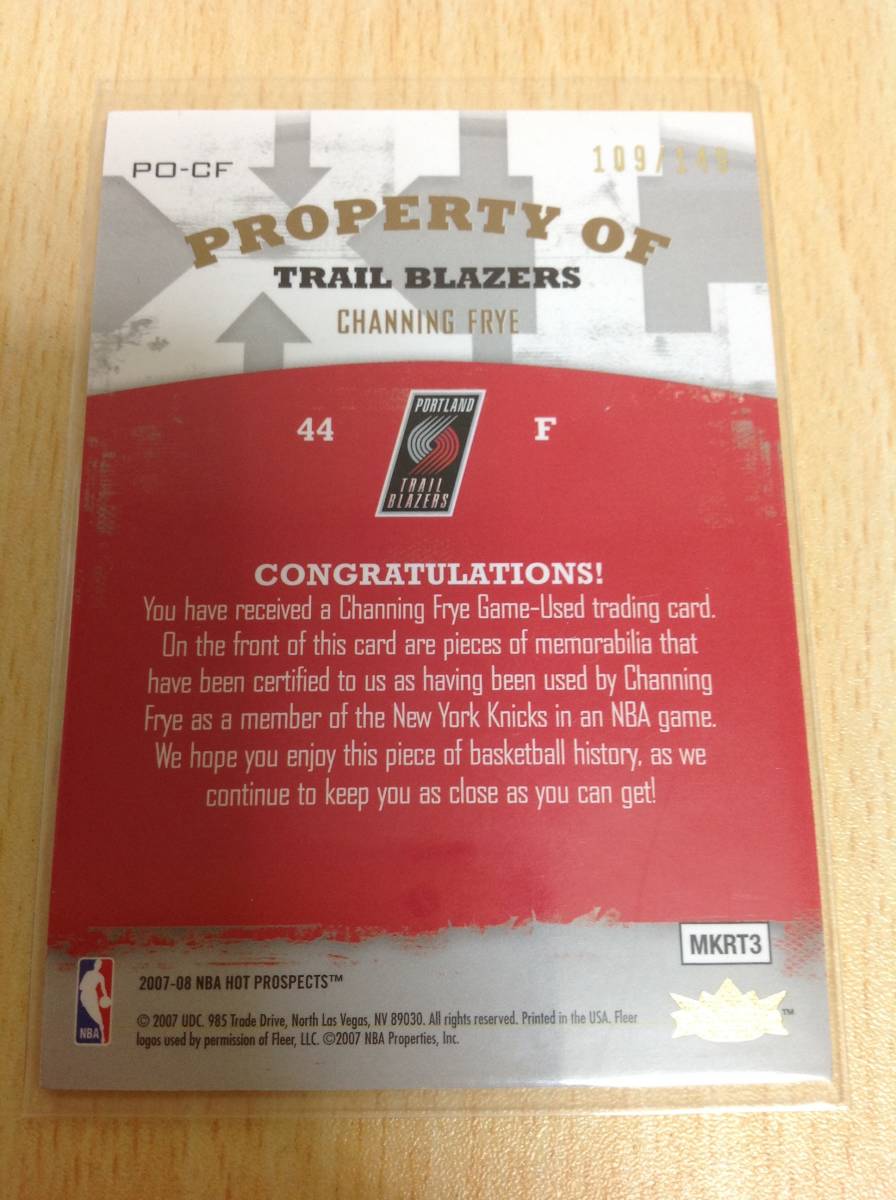 PO-CF
109/149
PROPERTY OF
TRAIL BLAZERS
CHANNING FRYE
44
PORTLAND
TRAIL
BLAZERS
F
CONGRATULATIONS!
You have received a Channing Frye Game-Used trading card.
On the front of this card are pieces of memorabilia that
have been certified to us as having been used by Channing
Frye as a member of the New York Knicks in an NBA game.
We hope you enjoy this piece of basketball history, as we
continue to keep you as close as you can get!
MKRT3
NBA
2007-08 NBA HOT PROSPECTS™
© 2007 UDC. 985 Trade Drive, North Las Vegas, NV 89030. All rights reserved. Printed in the USA. Fleer
logos used by permission of Fleer, LLC. ©2007 NBA Properties, Inc.
™